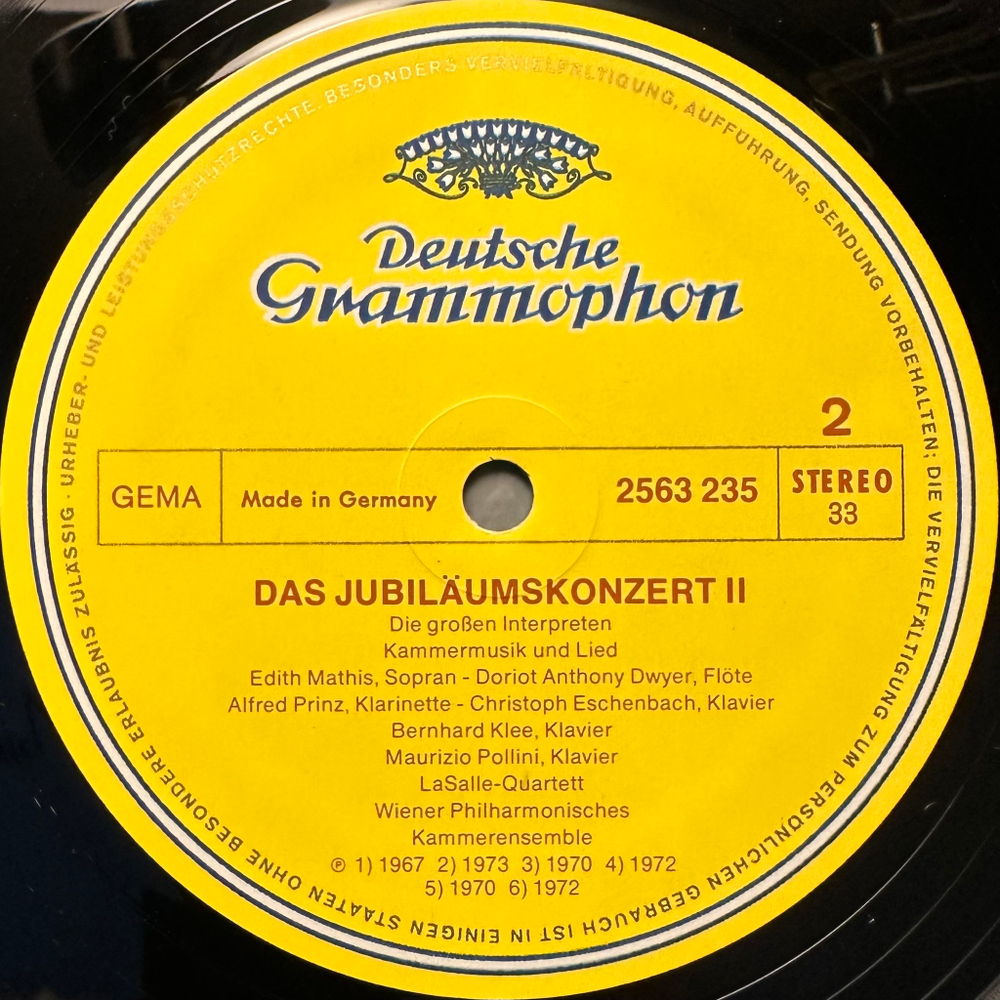 URHEBER- UND LEISTUNGSSCHUTZRECHTE. BESONDERS VERVIELFÄLTIGUNG, AUFFÜHRUNG, SENDUNG VORBEHALTEN; DIE VERVIELFÄLTIGUNG ZUM PERSÖNLICHEN GEBRAUCH IST IN EINIGEN STAATEN OHNE BESONDERE ERLAUBNIS ZULÄSSIG ·
Deutsche
Grammophon
2
GEMA Made in Germany 2563 235 STEREO
33
DAS JUBILÄUMSKONZERT II
Die großen Interpreten
Kammermusik und Lied
Edith Mathis, Sopran - Doriot Anthony Dwyer, Flöte
Alfred Prinz, Klarinette - Christoph Eschenbach, Klavier
Bernhard Klee, Klavier
Maurizio Pollini, Klavier
LaSalle-Quartett
Wiener Philharmonisches
Kammerensemble
℗ 1) 1967 2) 1973 3) 1970 4) 1972
5) 1970 6) 1972